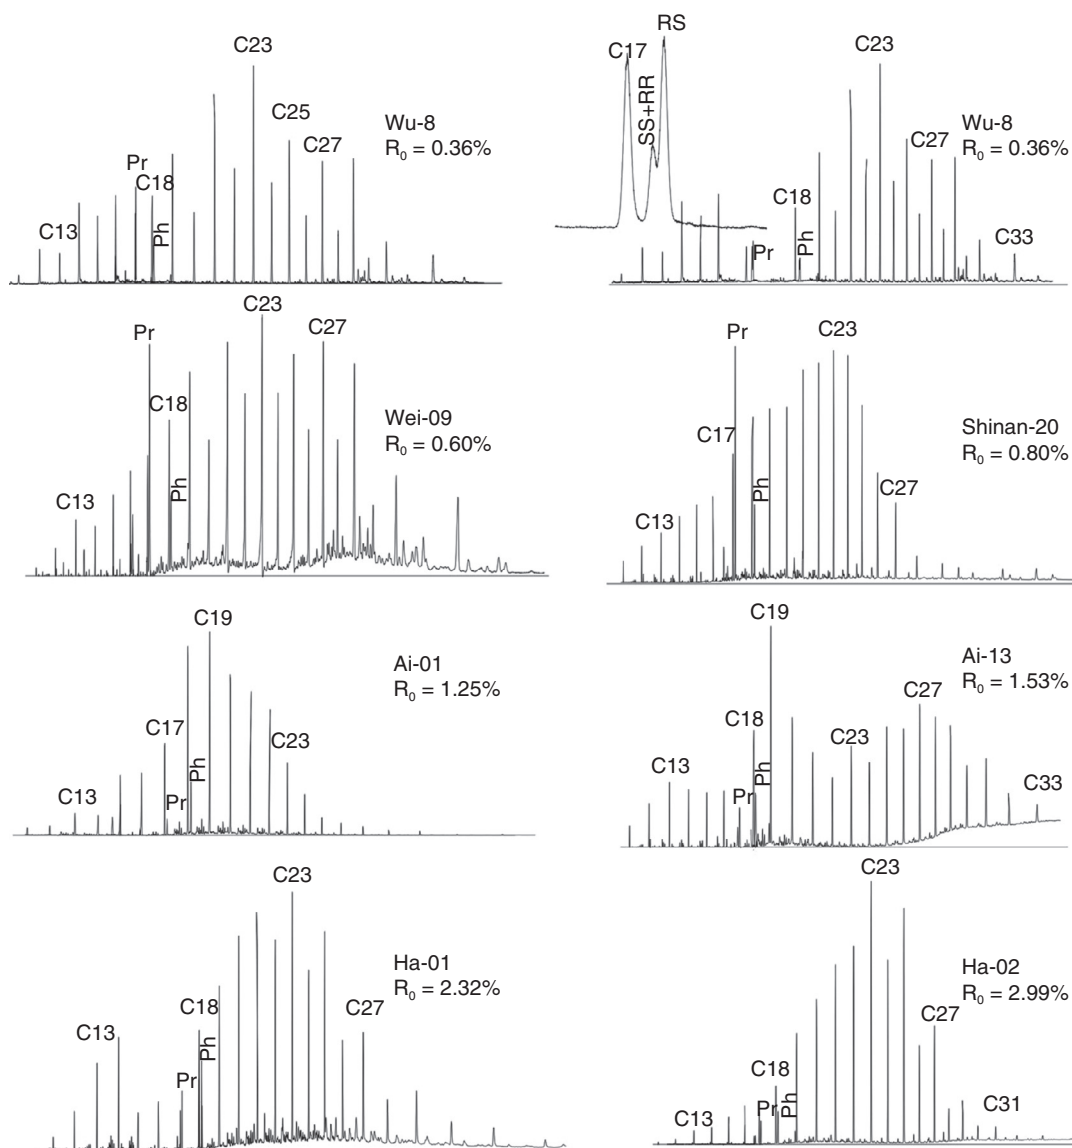 C23
C25
C27
Pr
C18
C13
Ph
Wu-8
R0 = 0.36%
RS
C17
SS+RR
C23
C27
C18
Ph
Pr
C33
Wu-8
R0 = 0.36%
C23
C27
Pr
C18
Ph
C13
Wei-09
R0 = 0.60%
Pr
C23
C17
Ph
C13
C27
Shinan-20
R0 = 0.80%
C19
C17
Ph
Pr
C13
C23
Ai-01
R0 = 1.25%
C19
C18
C13
Ph
Pr
C23
C27
C33
Ai-13
R0 = 1.53%
C23
C18
C13
Ph
Pr
C27
Ha-01
R0 = 2.32%
C23
C18
C13
Pr
Ph
C27
C31
Ha-02
R0 = 2.99%